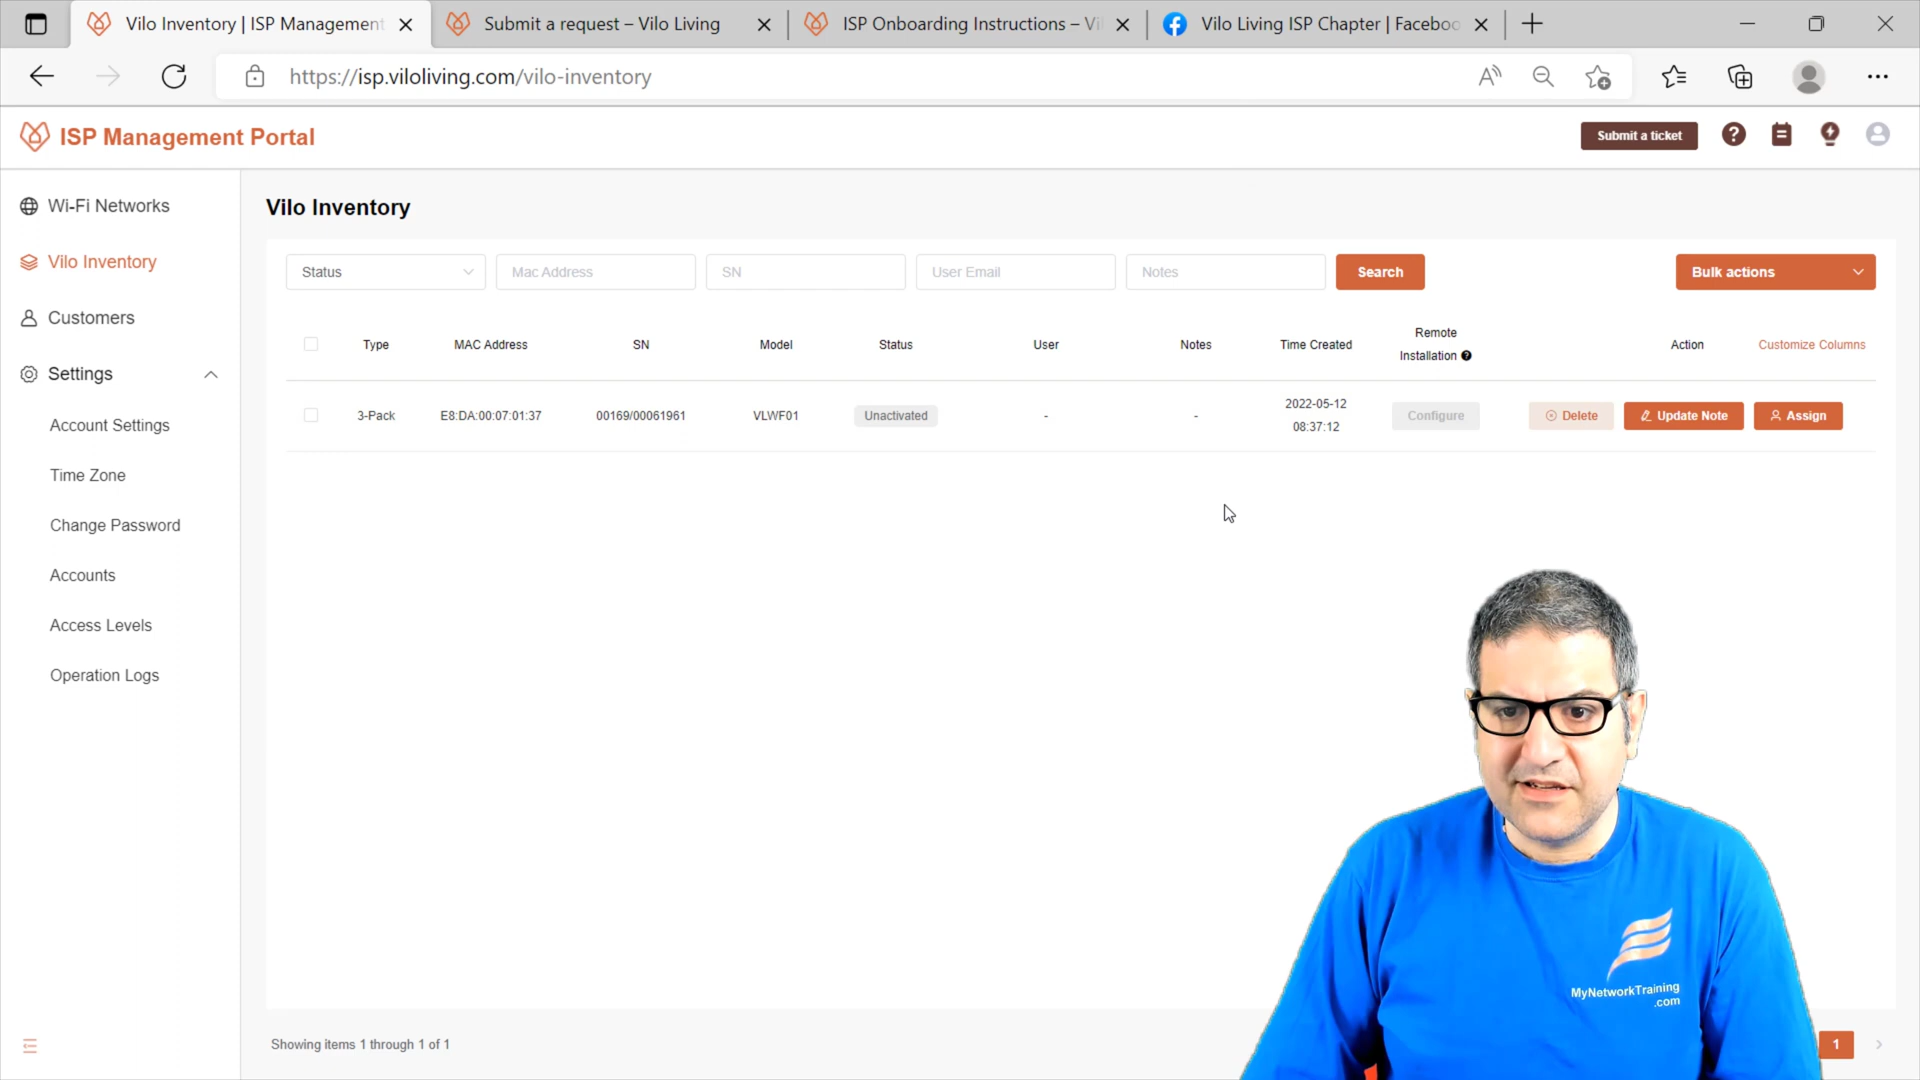 Vilo Inventory | ISP Management
Submit a request – Vilo Living
ISP Onboarding Instructions – Vil
Vilo Living ISP Chapter | Faceboo
https://isp.viloliving.com/vilo-inventory
ISP Management Portal
Submit a ticket
Wi-Fi Networks
Vilo Inventory
Customers
Settings
Account Settings
Time Zone
Change Password
Accounts
Access Levels
Operation Logs
Vilo Inventory
Status
Mac Address
SN
User Email
Notes
Search
Bulk actions
Type
MAC Address
SN
Model
Status
User
Notes
Time Created
Remote
Installation
Action
Customize Columns
3-Pack
E8:DA:00:07:01:37
00169/00061961
VLWF01
Unactivated
-
-
2022-05-12
08:37:12
Configure
Delete
Update Note
Assign
MyNetworkTraining
.com
Showing items 1 through 1 of 1
1